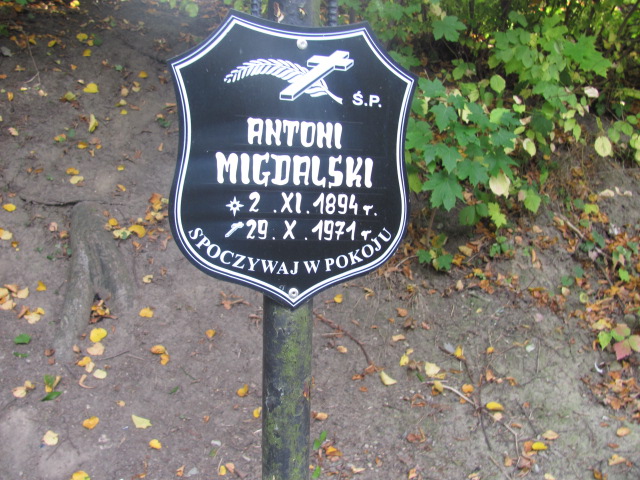 Ś.P.
ANTONI
MIGDALSKI
2 . XI. 1894 r.
29. X . 1971 r
SPOCZYWAJ W POKOJU